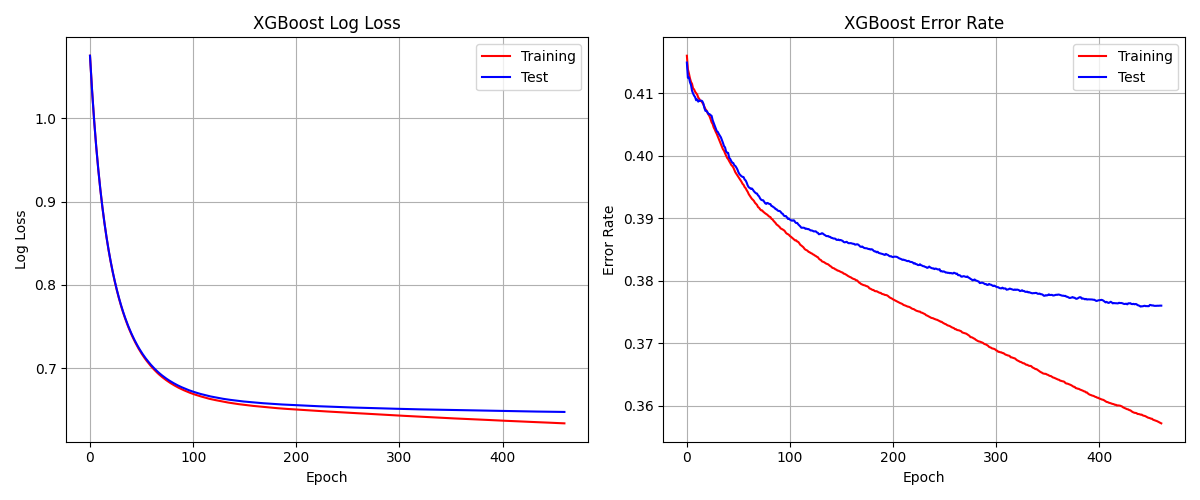 XGBoost Log Loss
Training
Test
1.0
0.9
0.8
0.7
Log Loss
0
100
200
300
400
Epoch
XGBoost Error Rate
Training
Test
0.41
0.40
0.39
0.38
0.37
0.36
Error Rate
0
100
200
300
400
Epoch